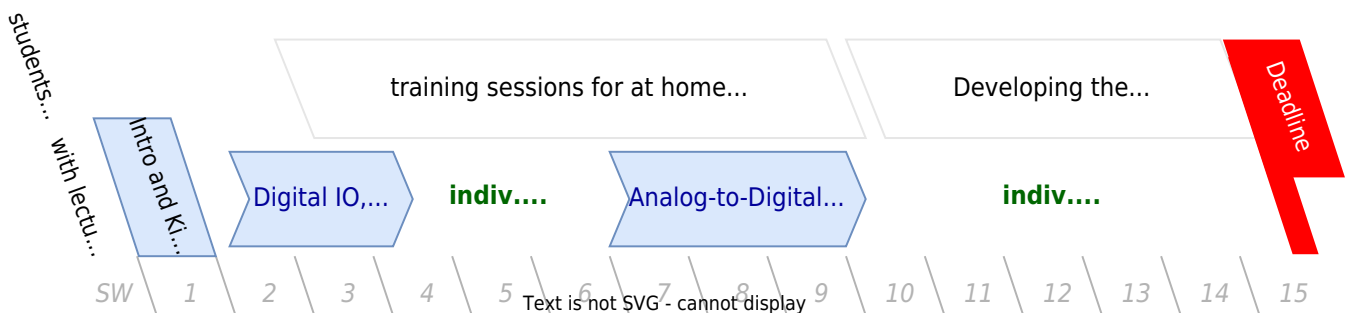 students...
with lectu...
Intro and Ki....
training sessions for at home...
Developing the...
Deadline
Digital IO,...
indiv....
Analog-to-Digital...
indiv....
SW 1 2 3 4 5 6 7 8 9 10 11 12 13 14 15
Text is not SVG - cannot display